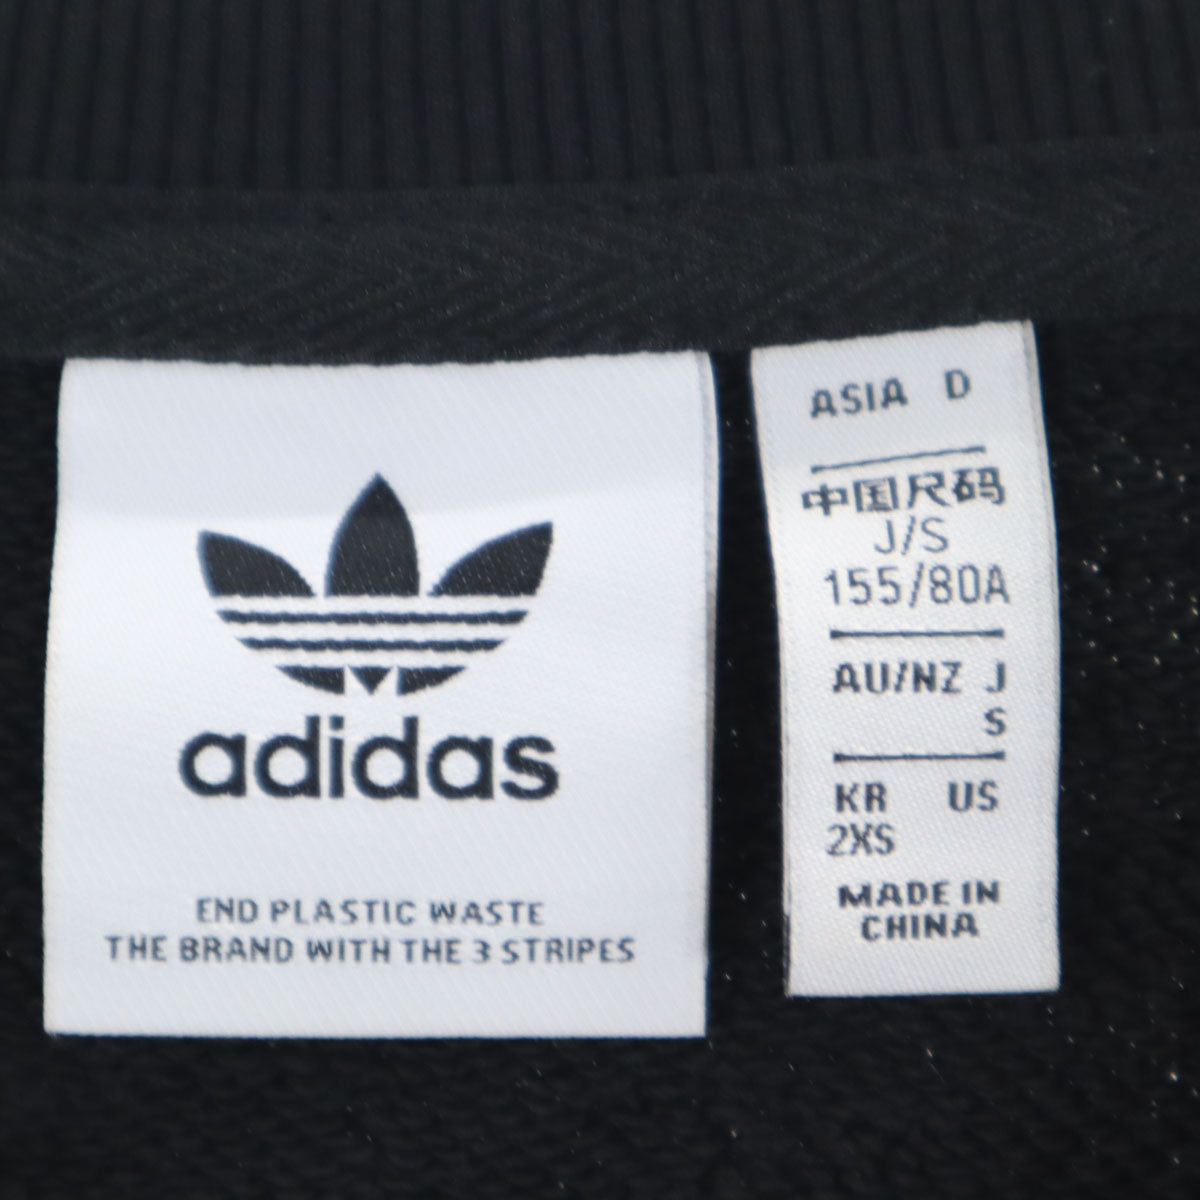 adidas
END PLASTIC WASTE
THE BRAND WITH THE 3 STRIPES
ASIA D
中国尺码
J/S
155/80A
AU/NZ J
S
KR US
2XS
MADE IN
CHINA